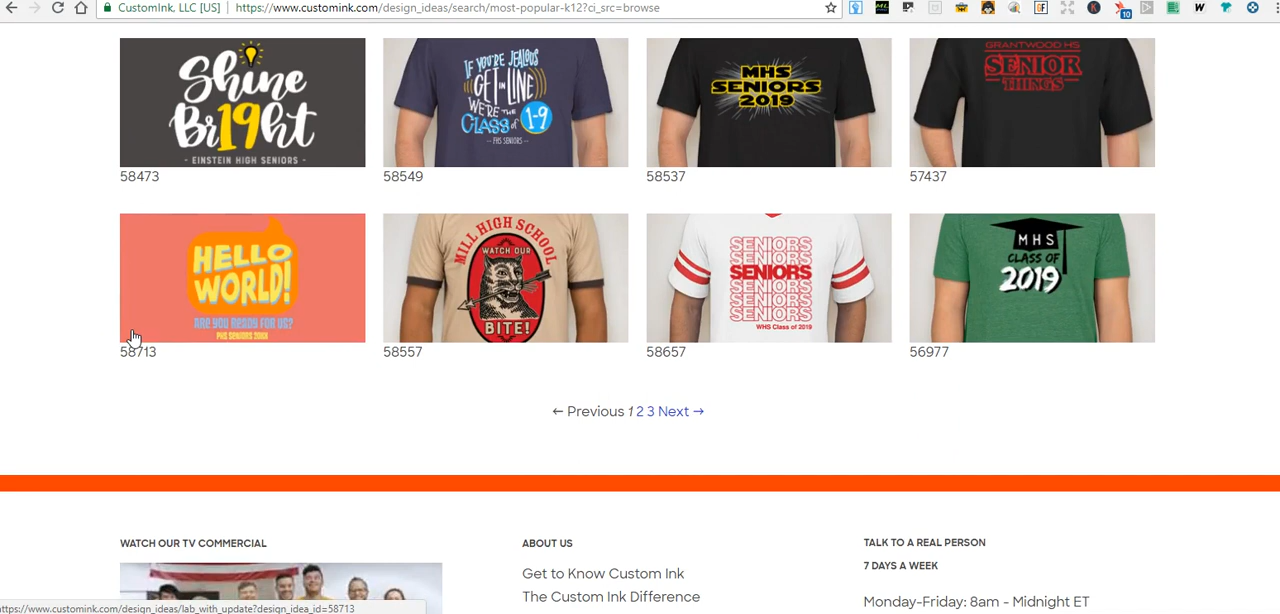 CustomInk, LLC [US]
https://www.customink.com/design_ideas/search/most-popular-k12?ci_src=browse
10
Shine
Br19ht
- EINSTEIN HIGH SENIORS -
IF YOU'RE JEALOUS
GET IN LINE
WE'RE THE
CLASS of 1-9
- FHS SENIORS -
MHS
SENIORS
2019
GRANTWOOD HS
SENIOR
THINGS
58473
58549
58537
57437
HELLO
WORLD!
ARE YOU READY FOR US?
PHS SENIORS 20XX
MILL HIGH SCHOOL
WATCH OUR
BITE!
SENIORS
SENIORS
SENIORS
SENIORS
SENIORS
SENIORS
WHS Class of 2019
MHS
CLASS OF
2019
58713
58557
58657
56977
← Previous 1 2 3 Next →
WATCH OUR TV COMMERCIAL
ABOUT US
Get to Know Custom Ink
The Custom Ink Difference
TALK TO A REAL PERSON
7 DAYS A WEEK
Monday-Friday: 8am - Midnight ET
https://www.customink.com/design_ideas/lab_with_update?design_idea_id=58713